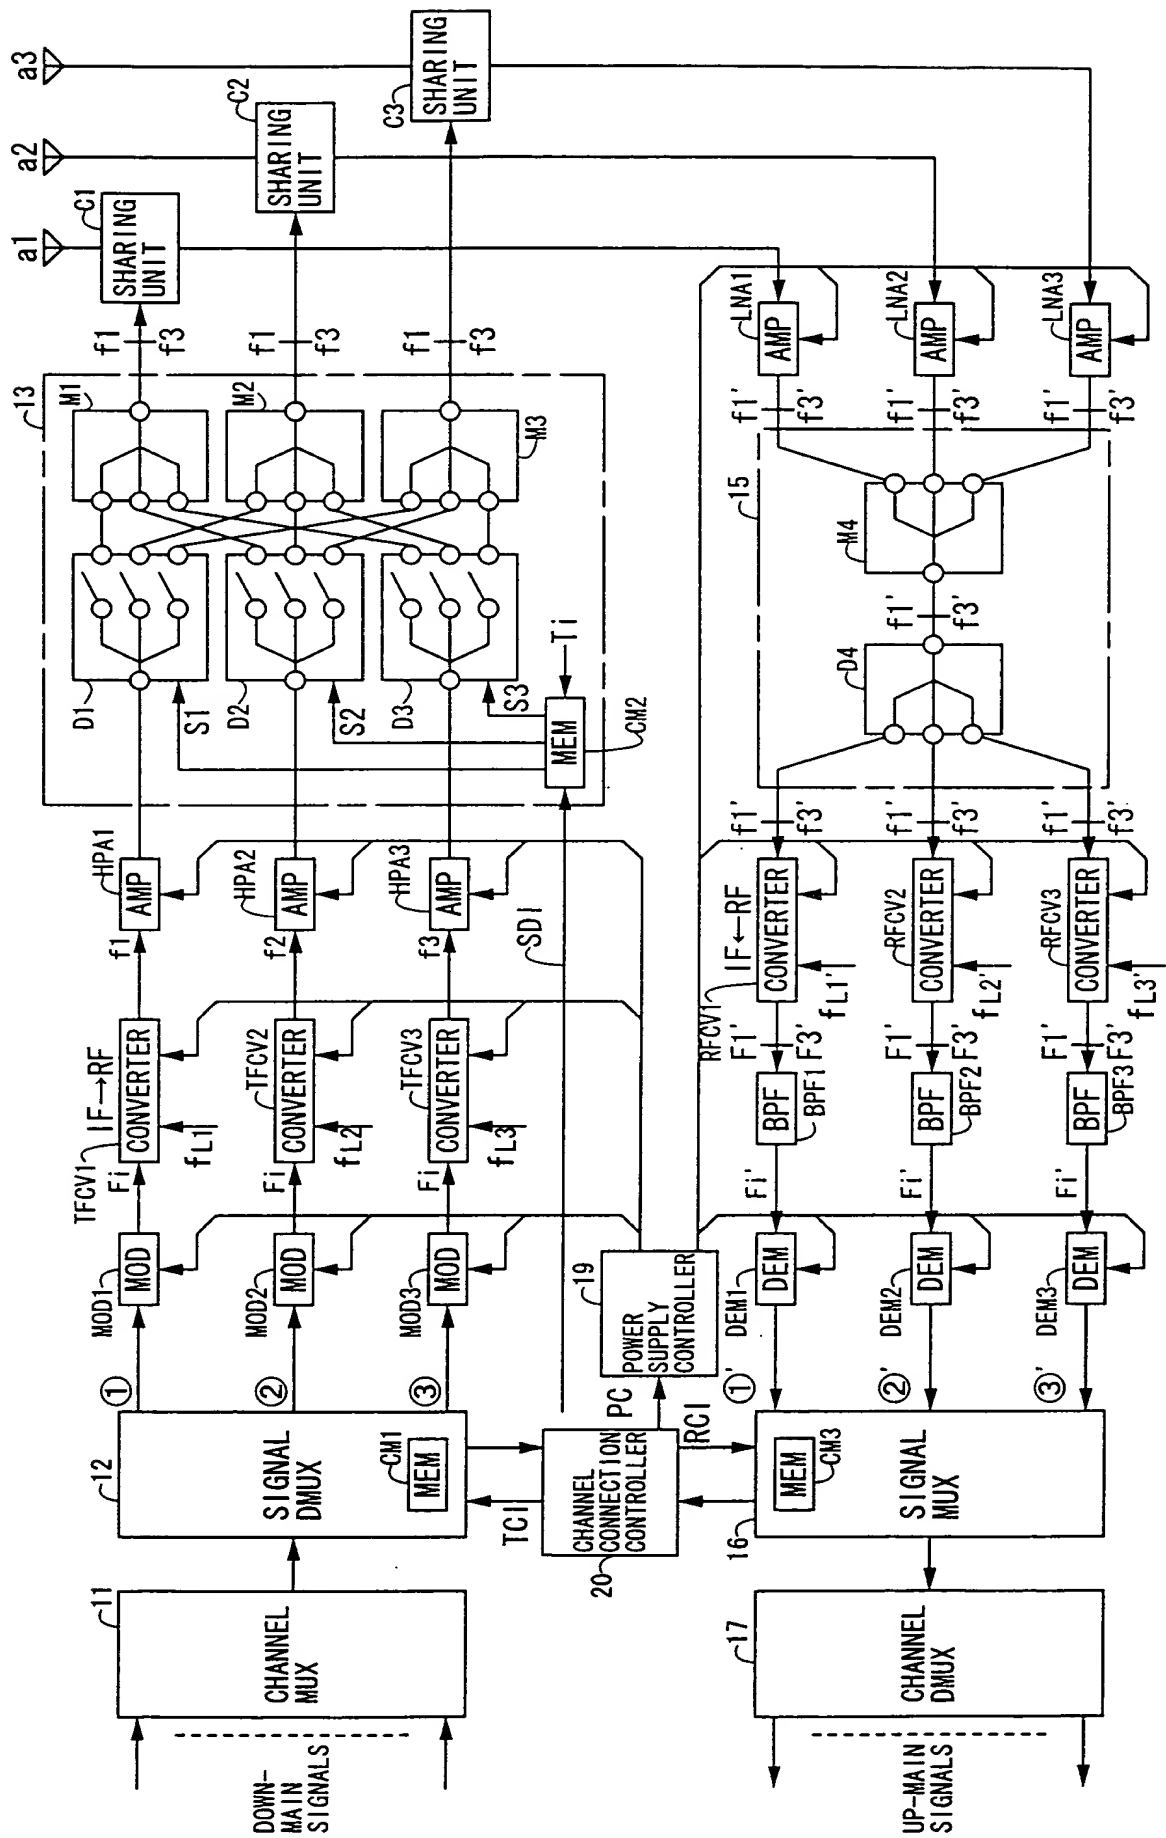 DOWN-
MAIN
SIGNALS
11
CHANNEL
MUX
12
SIGNAL
DMUX
CM1
MEM
①
②
③
MOD1
MOD
MOD2
MOD
MOD3
MOD
Fi
Fi
Fi
TFCV1
IF→RF
CONVERTER
fL1
TFCV2
CONVERTER
fL2
TFCV3
CONVERTER
fL3
f1
f2
f3
HPA1
AMP
HPA2
AMP
HPA3
AMP
SDI
13
D1
S1
D2
S2
D3
S3
MEM
CM2
Ti
M1
M2
M3
f1
f3
f1
f3
f1
f3
C1
SHARING
UNIT
C2
SHARING
UNIT
C3
SHARING
UNIT
a1
a2
a3
TCI
20
CHANNEL
CONNECTION
CONTROLLER
PC
RCI
19
POWER
SUPPLY
CONTROLLER
UP-MAIN
SIGNALS
17
CHANNEL
DMUX
16
SIGNAL
MUX
MEM
CM3
①'
②'
③'
DEM1
DEM
DEM2
DEM
DEM3
DEM
Fi'
Fi'
Fi'
BPF
BPF1
BPF
BPF2
BPF
BPF3
F1'
F3'
F1'
F3'
F1'
F3'
RFCV1
IF←RF
CONVERTER
fL1'
RFCV2
CONVERTER
fL2'
RFCV3
CONVERTER
fL3'
f1'
f3'
f1'
f3'
f1'
f3'
15
D4
f1'
f3'
M4
f1'
f3'
f1'
f3'
f1'
f3'
LNA1
AMP
LNA2
AMP
LNA3
AMP